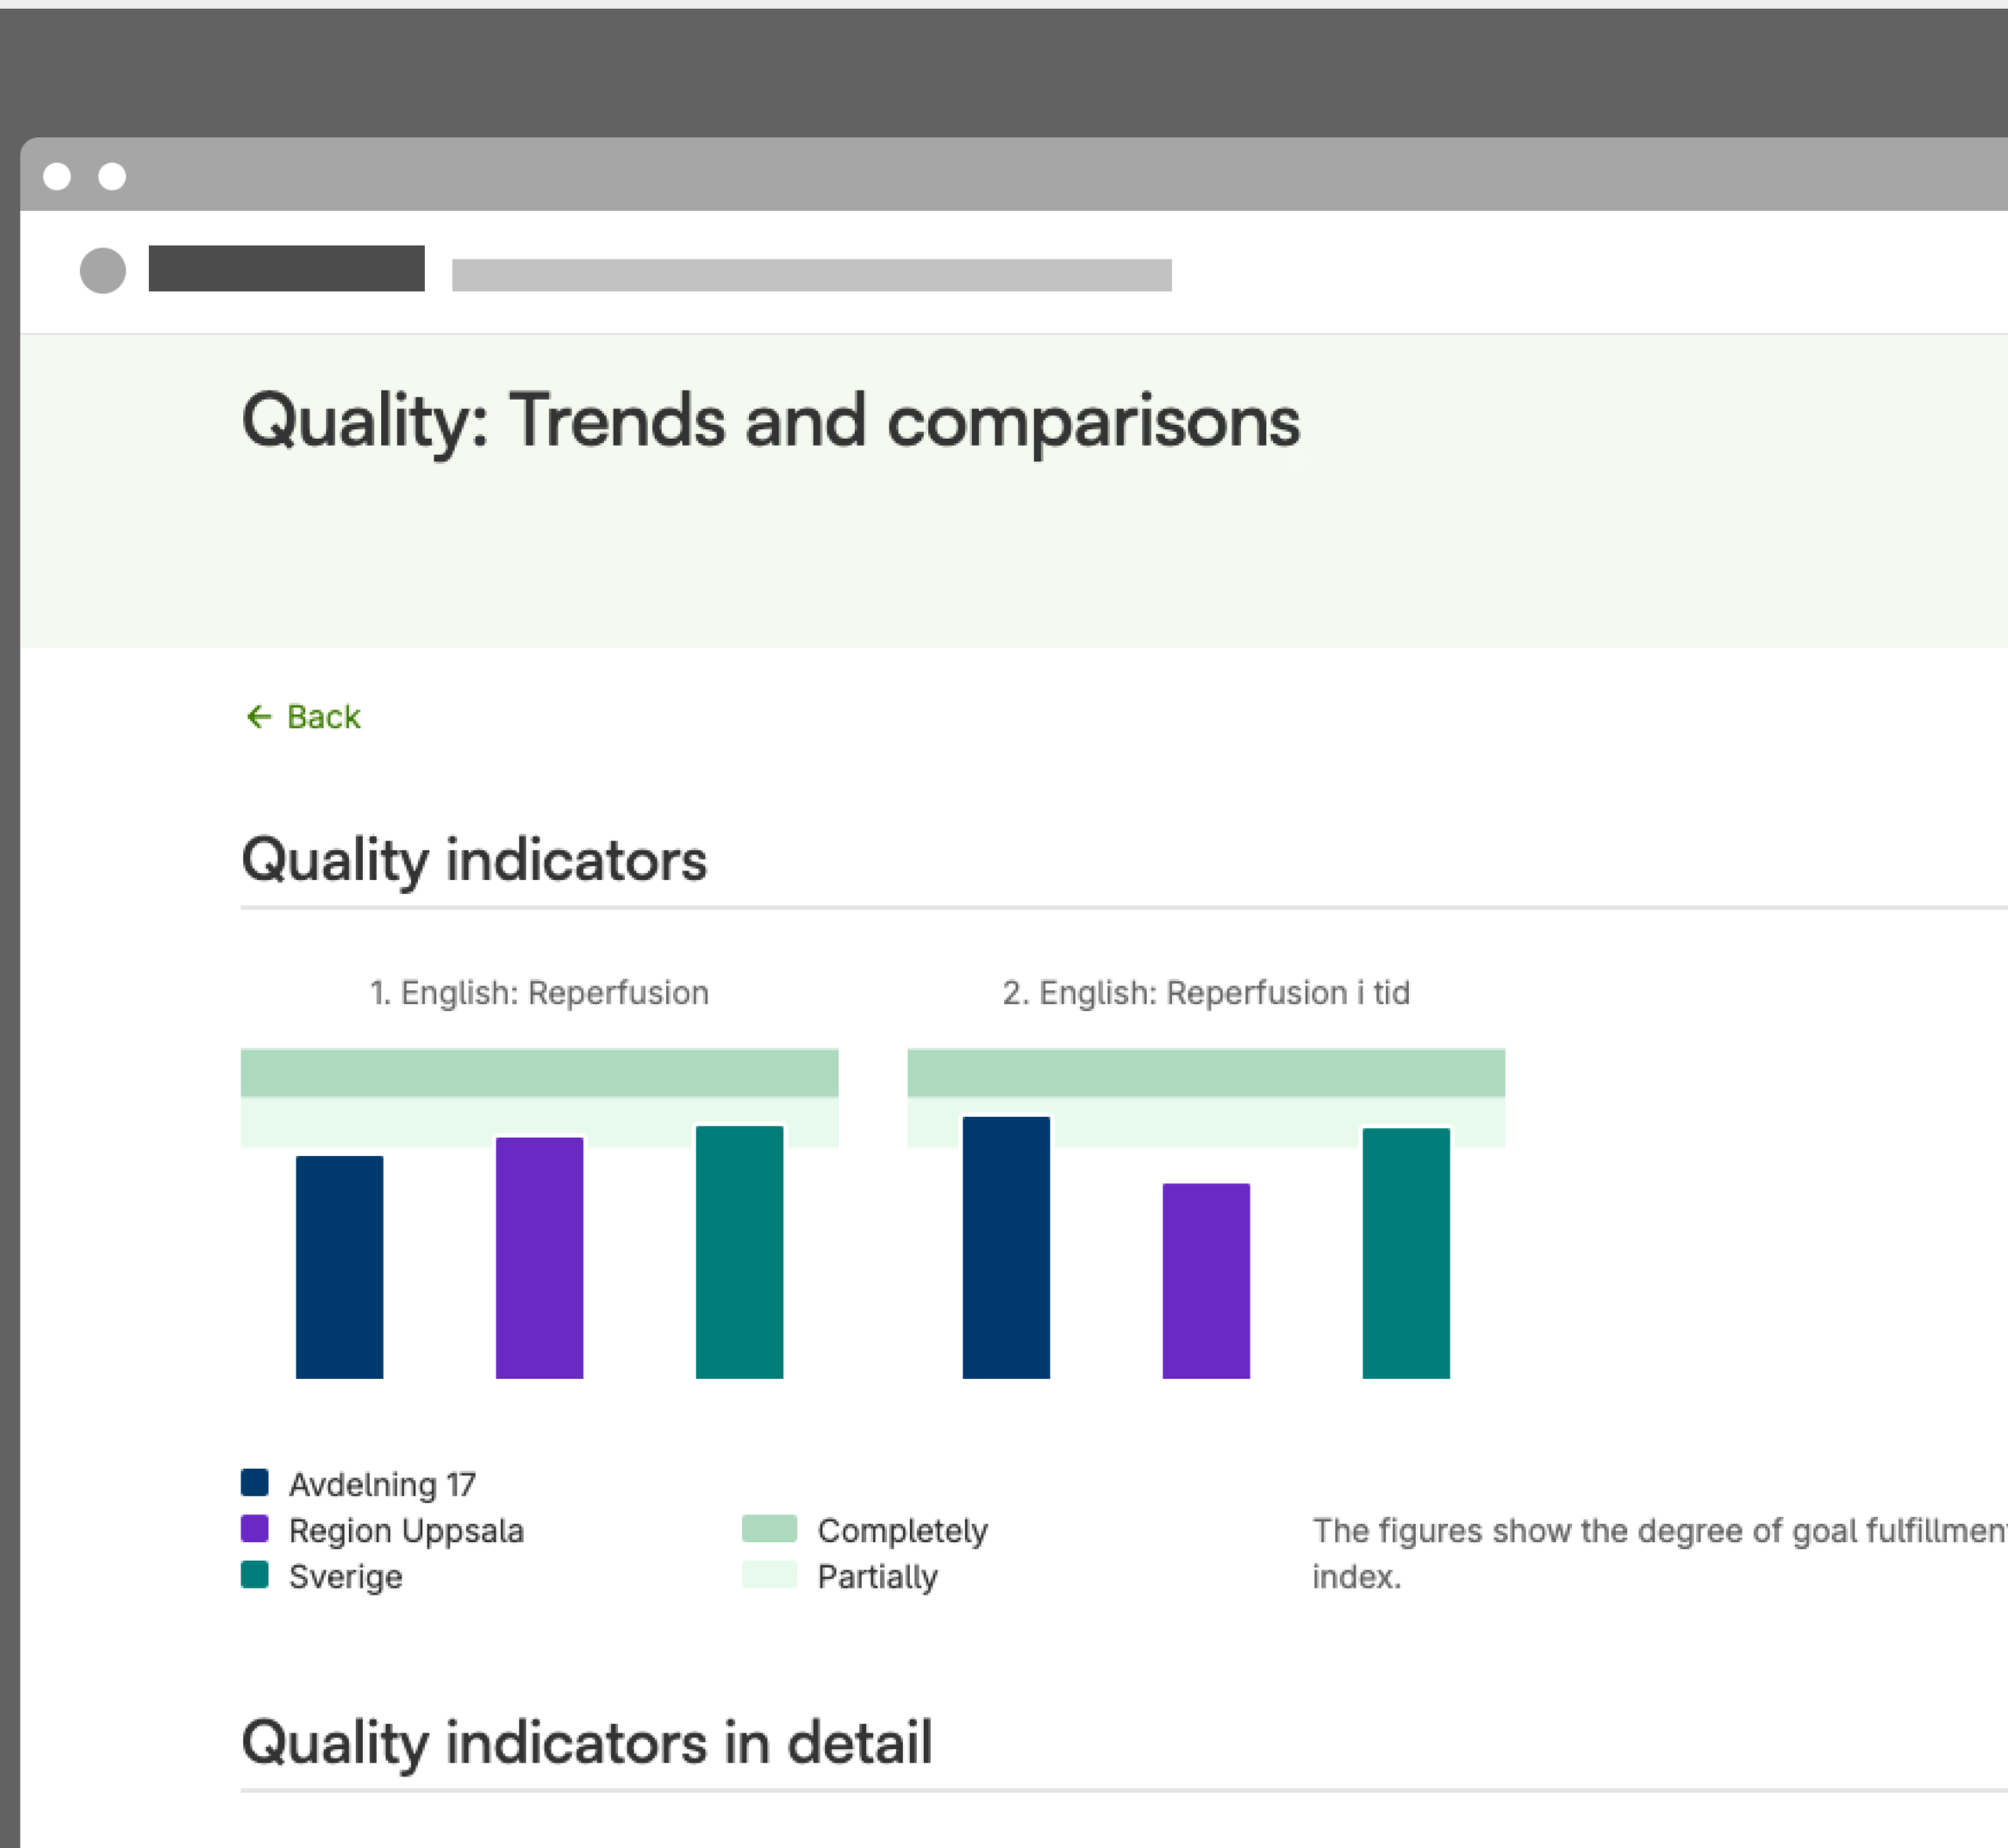 Quality: Trends and comparisons
← Back
Quality indicators
1. English: Reperfusion
2. English: Reperfusion i tid
Avdelning 17
Region Uppsala
Sverige
Completely
Partially
The figures show the degree of goal fulfillment
index.
Quality indicators in detail